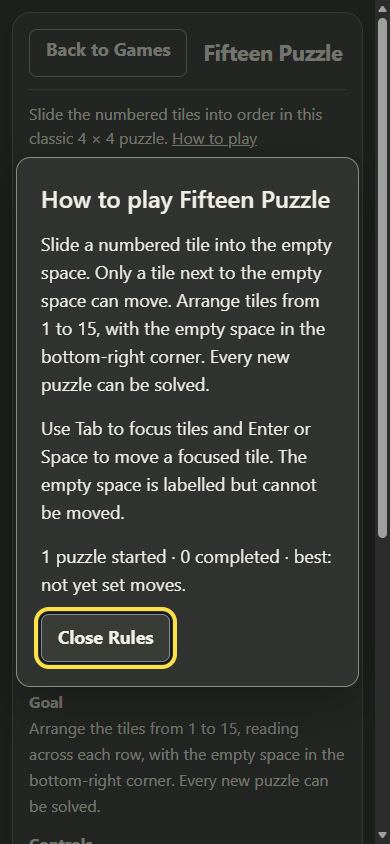 Back to Games
Fifteen Puzzle
Slide the numbered tiles into order in this
classic 4 × 4 puzzle. How to play
How to play Fifteen Puzzle
Slide a numbered tile into the empty
space. Only a tile next to the empty
space can move. Arrange tiles from
1 to 15, with the empty space in the
bottom-right corner. Every new
puzzle can be solved.
Use Tab to focus tiles and Enter or
Space to move a focused tile. The
empty space is labelled but cannot
be moved.
1 puzzle started · 0 completed · best:
not yet set moves.
Close Rules
Goal
Arrange the tiles from 1 to 15, reading
across each row, with the empty space in the
bottom-right corner. Every new puzzle can
be solved.
Controls